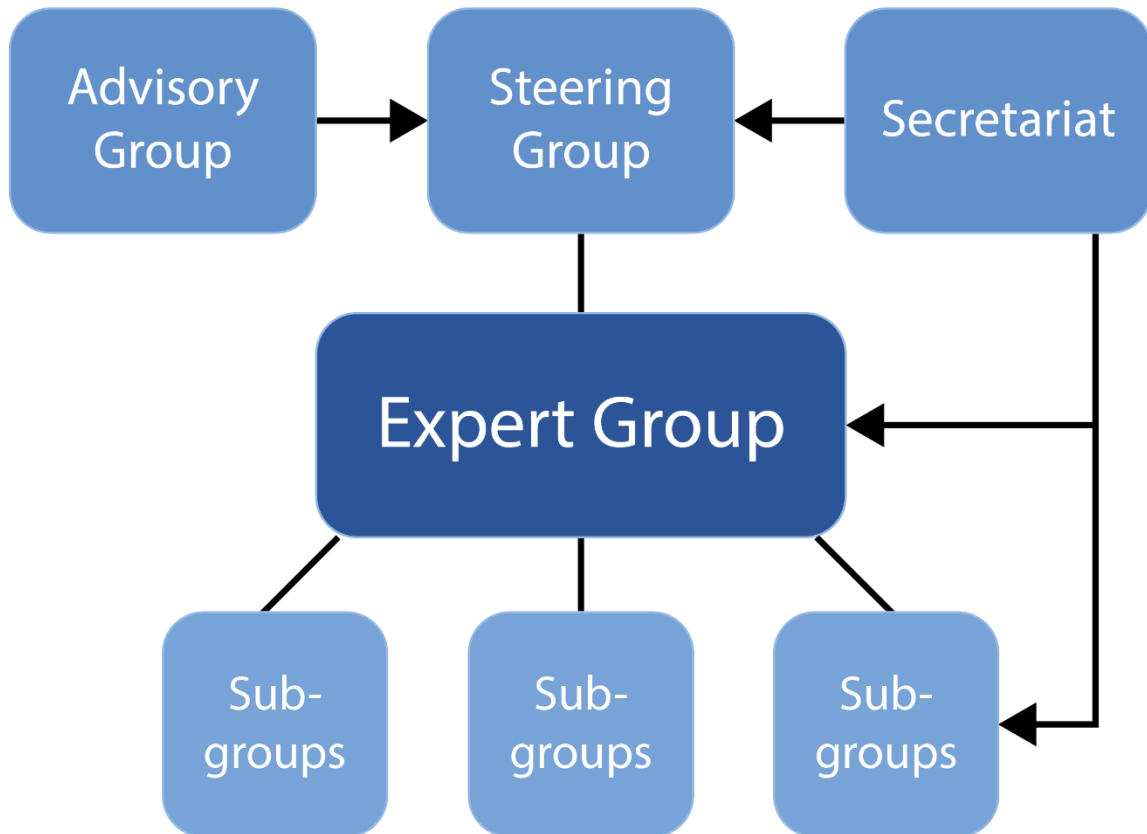 Advisory
Group
Steering
Group
Secretariat
Expert Group
Sub-
groups
Sub-
groups
Sub-
groups